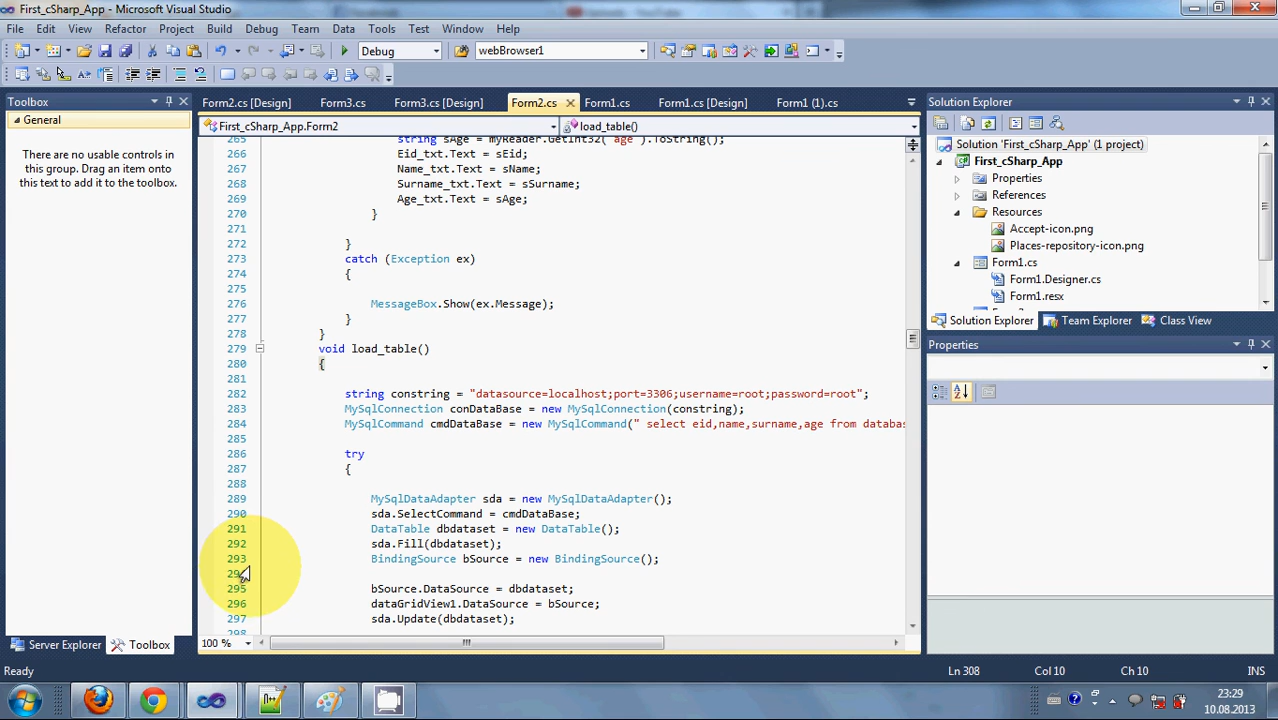 First_cSharp_App - Microsoft Visual Studio
File Edit View Refactor Project Build Debug Team Data Tools Test Window Help
Debug webBrowser1
Toolbox
General
There are no usable controls in
this group. Drag an item onto
this text to add it to the toolbox.
Server Explorer Toolbox
Form2.cs [Design] Form3.cs Form3.cs [Design] Form2.cs Form1.cs Form1.cs [Design] Form1 (1).cs
First_cSharp_App.Form2 load_table()
265 string sAge = myReader.GetInt32("age").ToString();
266 Eid_txt.Text = sEid;
267 Name_txt.Text = sName;
268 Surname_txt.Text = sSurname;
269 Age_txt.Text = sAge;
270 }
271
272 }
273 catch (Exception ex)
274 {
275
276 MessageBox.Show(ex.Message);
277 }
278 }
279 void load_table()
280 {
281
282 string constring = "datasource=localhost;port=3306;username=root;password=root";
283 MySqlConnection conDataBase = new MySqlConnection(constring);
284 MySqlCommand cmdDataBase = new MySqlCommand(" select eid,name,surname,age from databas
285
286 try
287 {
288
289 MySqlDataAdapter sda = new MySqlDataAdapter();
290 sda.SelectCommand = cmdDataBase;
291 DataTable dbdataset = new DataTable();
292 sda.Fill(dbdataset);
293 BindingSource bSource = new BindingSource();
295 bSource.DataSource = dbdataset;
296 dataGridView1.DataSource = bSource;
297 sda.Update(dbdataset);
298
100 %
Solution Explorer
Solution 'First_cSharp_App' (1 project)
First_cSharp_App
Properties
References
Resources
Accept-icon.png
Places-repository-icon.png
Form1.cs
Form1.Designer.cs
Form1.resx
Solution Explorer Team Explorer Class View
Properties
Ready Ln 308 Col 10 Ch 10 INS
23:29
10.08.2013